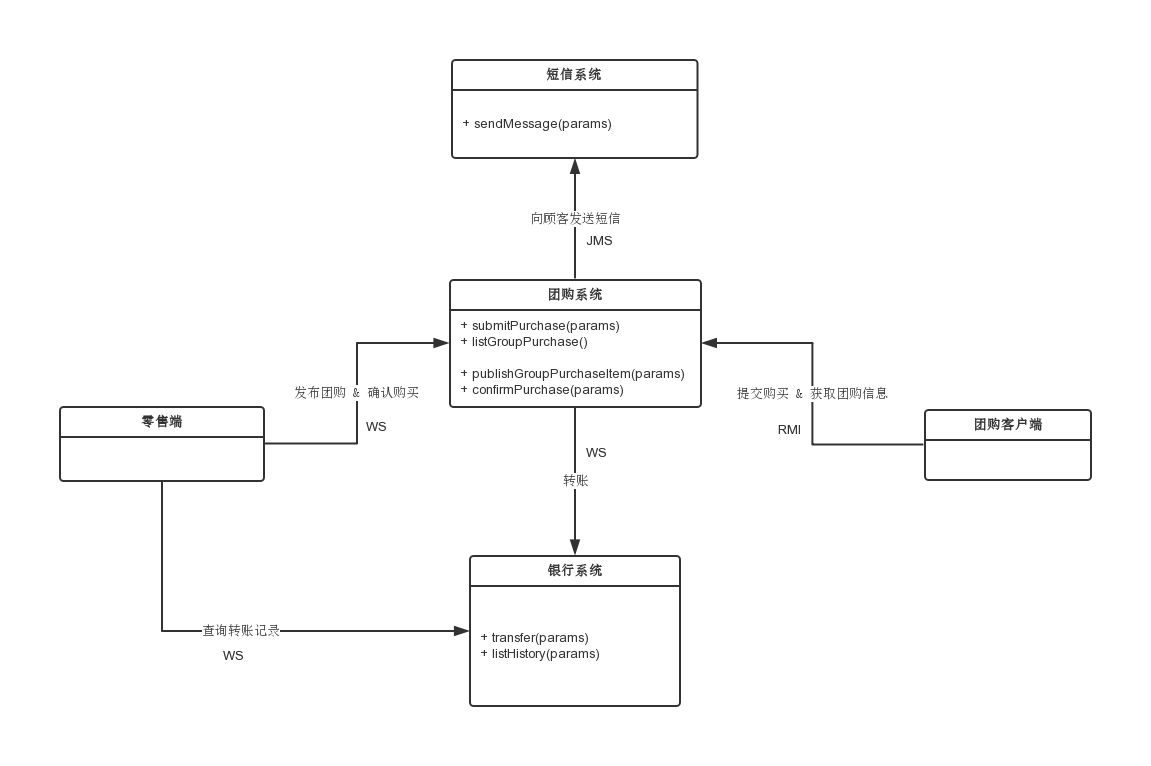 短信系统
+ sendMessage(params)
向顾客发送短信
JMS
团购系统
+ submitPurchase(params)
+ listGroupPurchase()
+ publishGroupPurchaseItem(params)
+ confirmPurchase(params)
发布团购 & 确认购买
WS
提交购买 & 获取团购信息
RMI
零售端
团购客户端
WS
转账
银行系统
+ transfer(params)
+ listHistory(params)
查询转账记录
WS